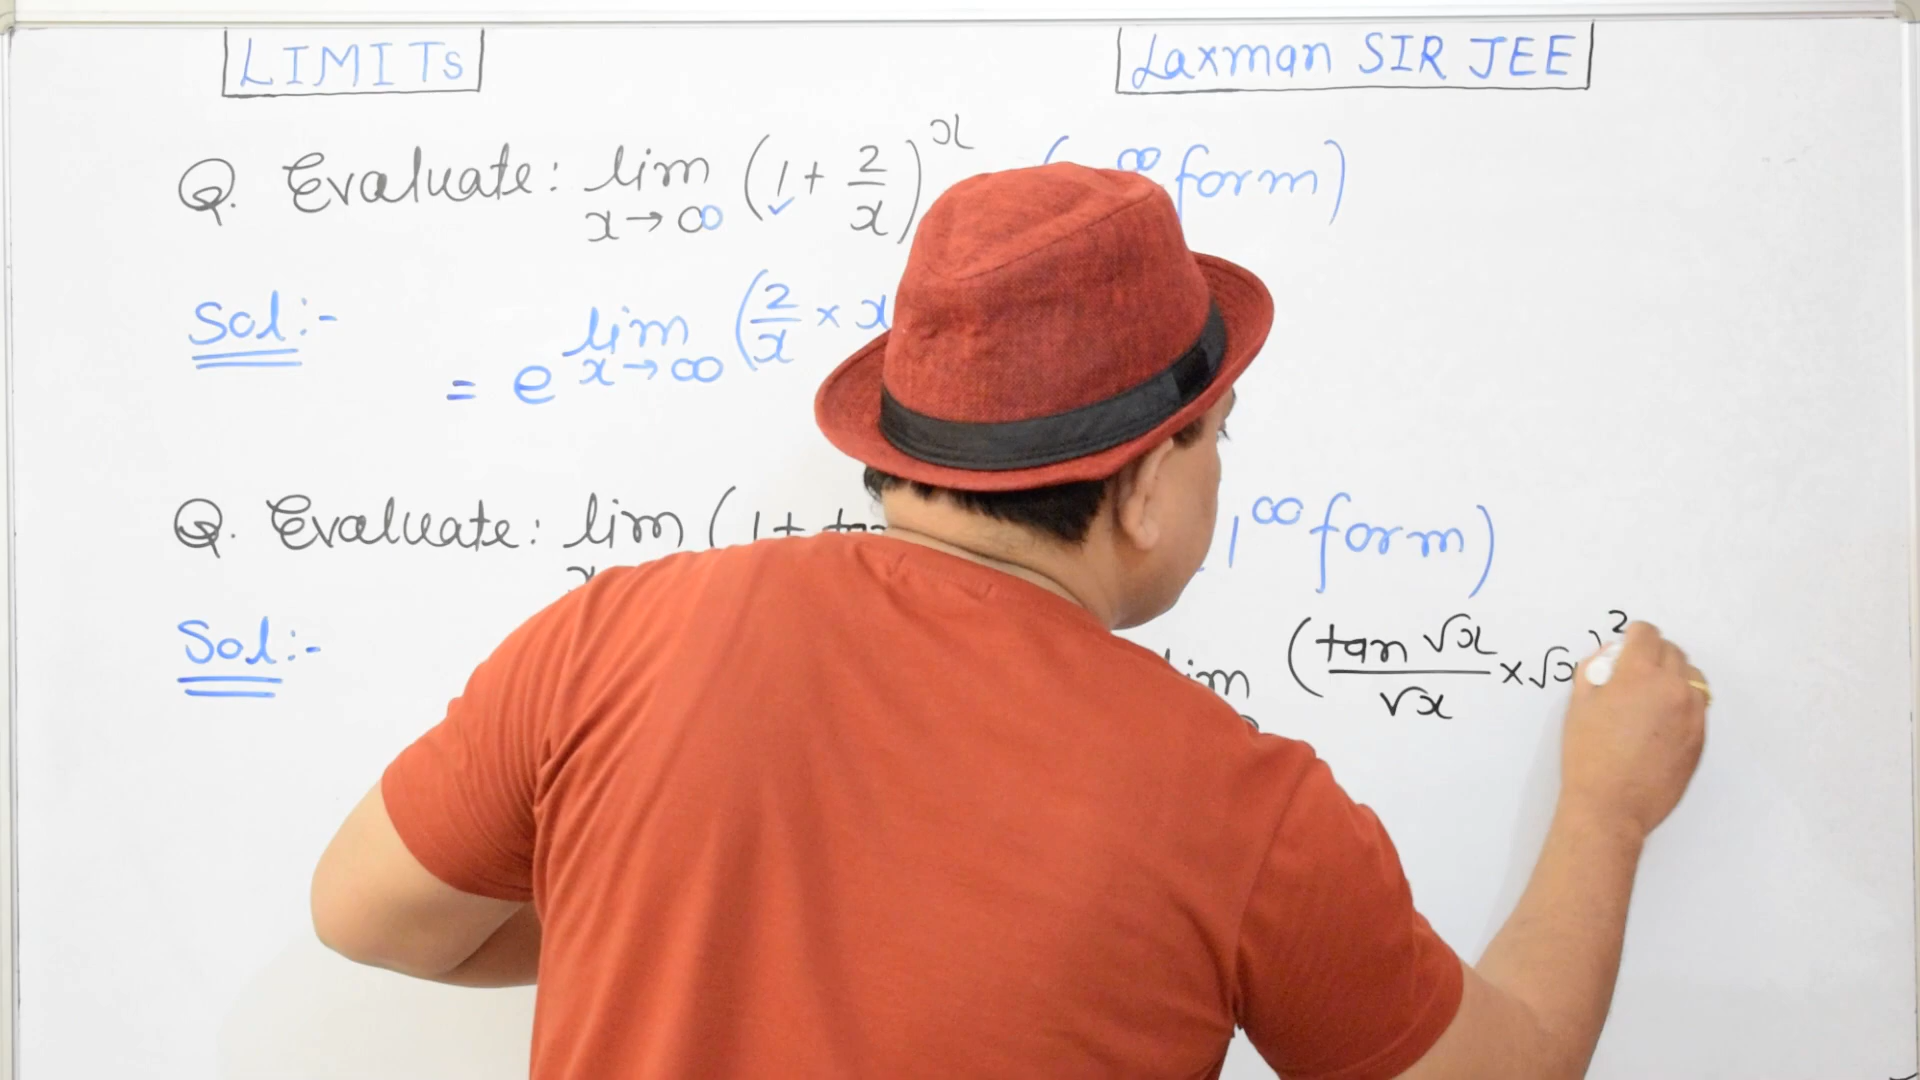 LIMITs
Laxman SIR JEE
Q. Evaluate: lim x→∞ (1 + 2/x)^x ( ∞ form)
Sol:-
= e^ lim x→∞ (2/x × x
Q. Evaluate: lim (1 + tan 1^∞ form)
Sol:-
lim (tan √x / √x × √x)^2